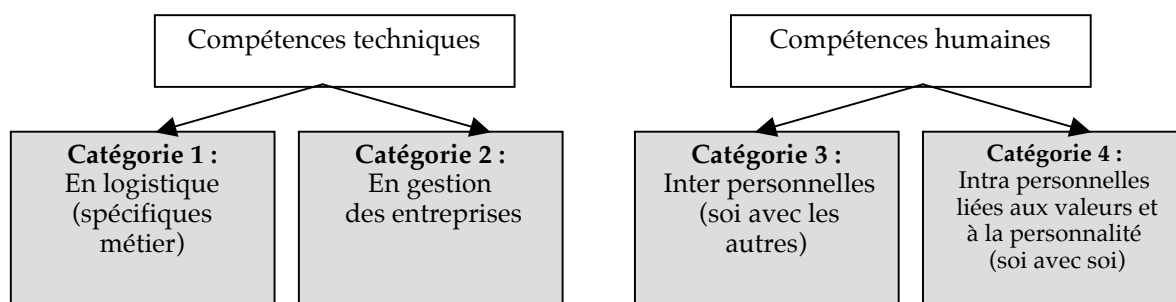 Compétences techniques
Compétences humaines
Catégorie 1 :
En logistique
(spécifiques
métier)
Catégorie 2 :
En gestion
des entreprises
Catégorie 3 :
Inter personnelles
(soi avec les
autres)
Catégorie 4 :
Intra personnelles
liées aux valeurs et
à la personnalité
(soi avec soi)